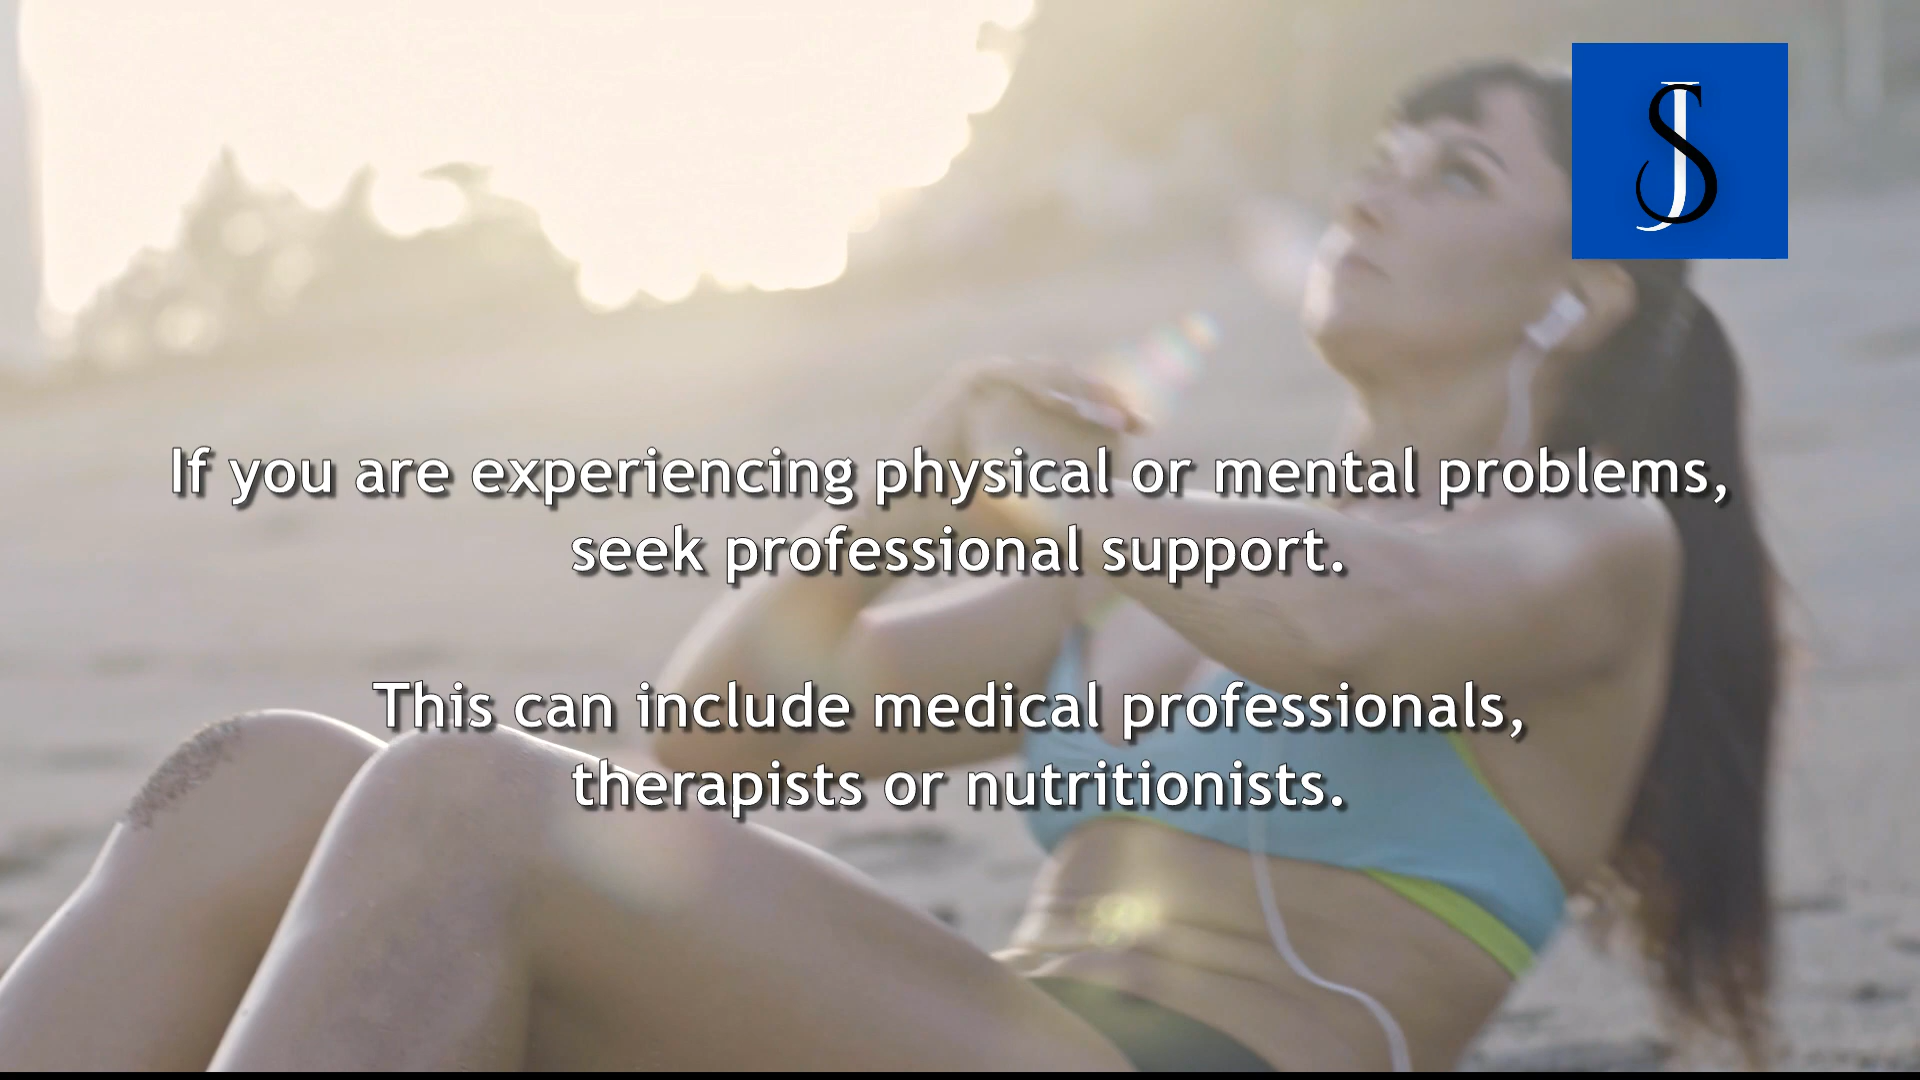 JS
If you are experiencing physical or mental problems,
seek professional support.
This can include medical professionals,
therapists or nutritionists.